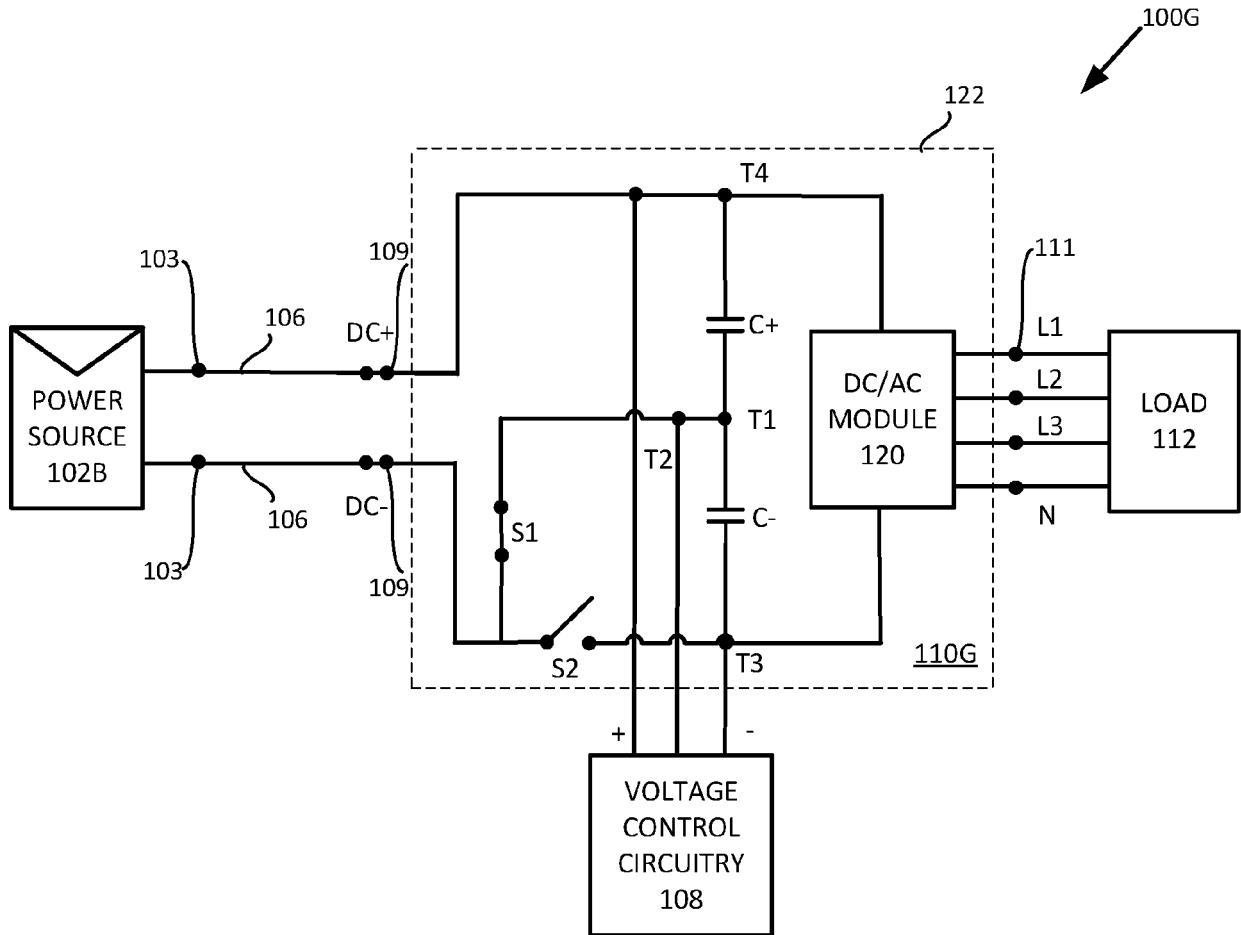 100G
122
T4
103
109
111
106
DC+
C+
L1
POWER
SOURCE
102B
DC/AC
MODULE
120
L2
L3
LOAD
112
T1
T2
N
DC-
C-
S1
106
103
109
S2
T3
110G
+
-
VOLTAGE
CONTROL
CIRCUITRY
108